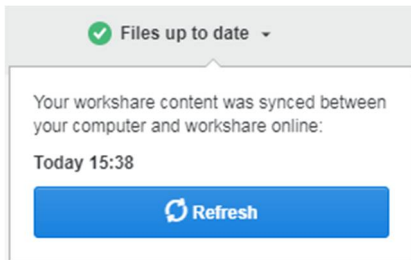 Files up to date
Your workshare content was synced between
your computer and workshare online:
Today 15:38
Refresh